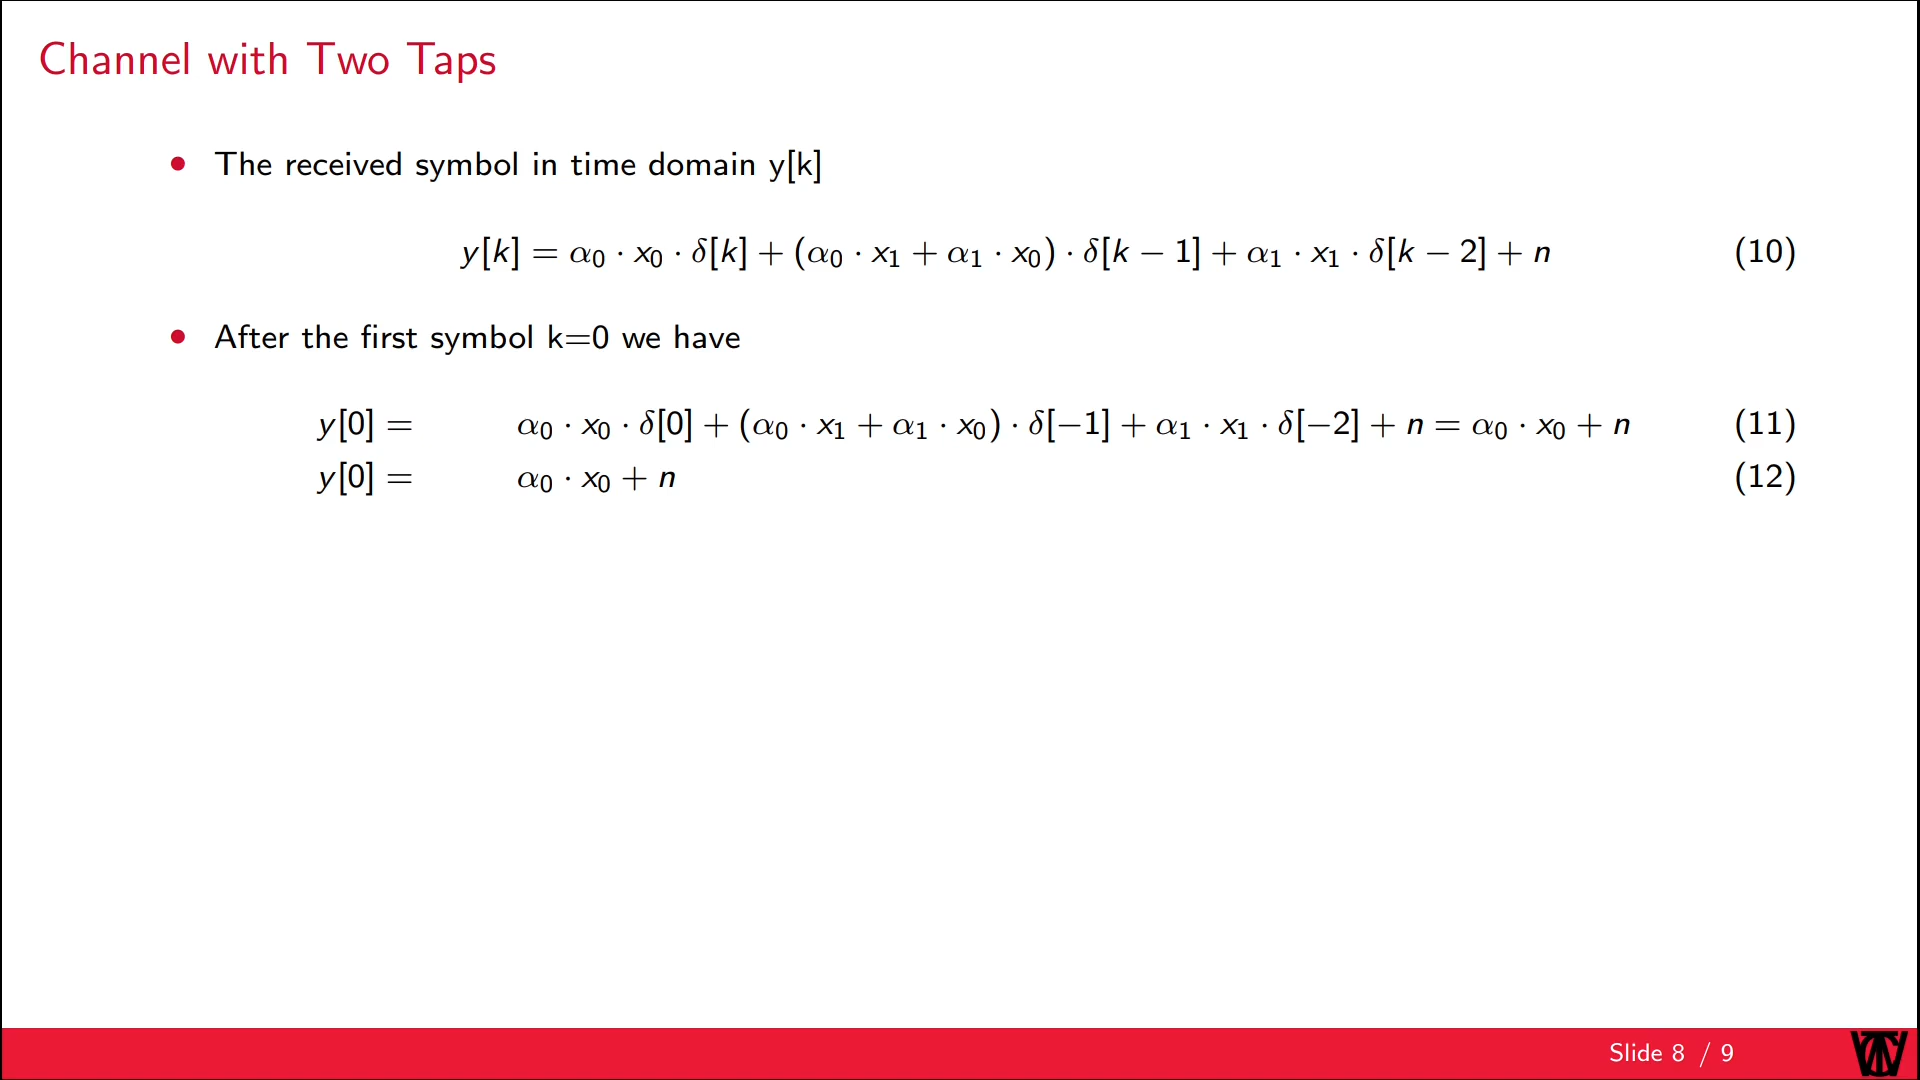 Channel with Two Taps
• The received symbol in time domain y[k]
y[k] = α₀ · x₀ · δ[k] + (α₀ · x₁ + α₁ · x₀) · δ[k − 1] + α₁ · x₁ · δ[k − 2] + n (10)
• After the first symbol k=0 we have
y[0] = α₀ · x₀ · δ[0] + (α₀ · x₁ + α₁ · x₀) · δ[−1] + α₁ · x₁ · δ[−2] + n = α₀ · x₀ + n (11)
y[0] = α₀ · x₀ + n (12)
Slide 8 / 9